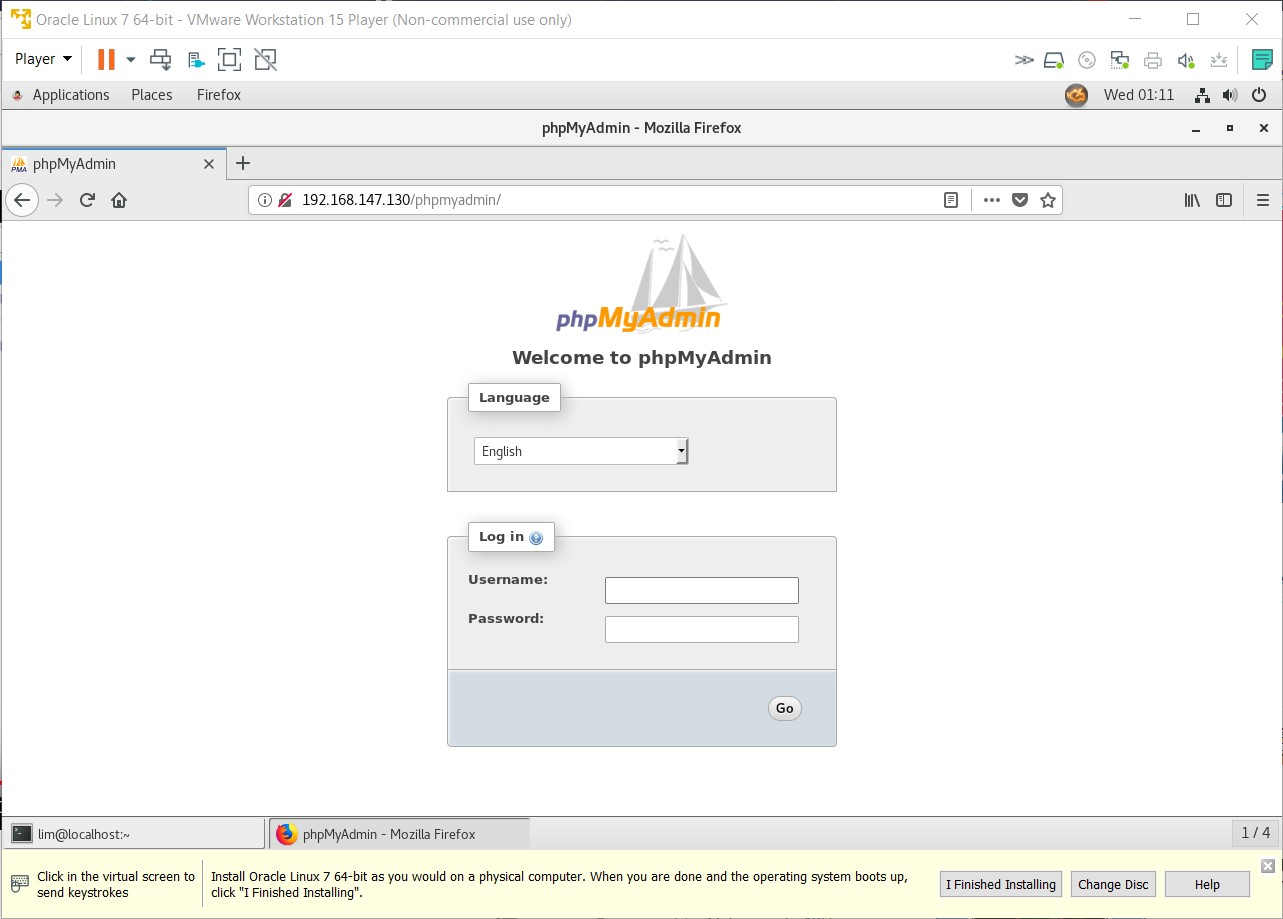 Oracle Linux 7 64-bit - VMware Workstation 15 Player (Non-commercial use only)
Player
Applications Places Firefox Wed 01:11
phpMyAdmin - Mozilla Firefox
PMA phpMyAdmin
192.168.147.130/phpmyadmin/
phpMyAdmin
Welcome to phpMyAdmin
Language
English
Log in
Username:
Password:
Go
lim@localhost:~ phpMyAdmin - Mozilla Firefox 1 / 4
Click in the virtual screen to
send keystrokes
Install Oracle Linux 7 64-bit as you would on a physical computer. When you are done and the operating system boots up,
click "I Finished Installing".
I Finished Installing Change Disc Help